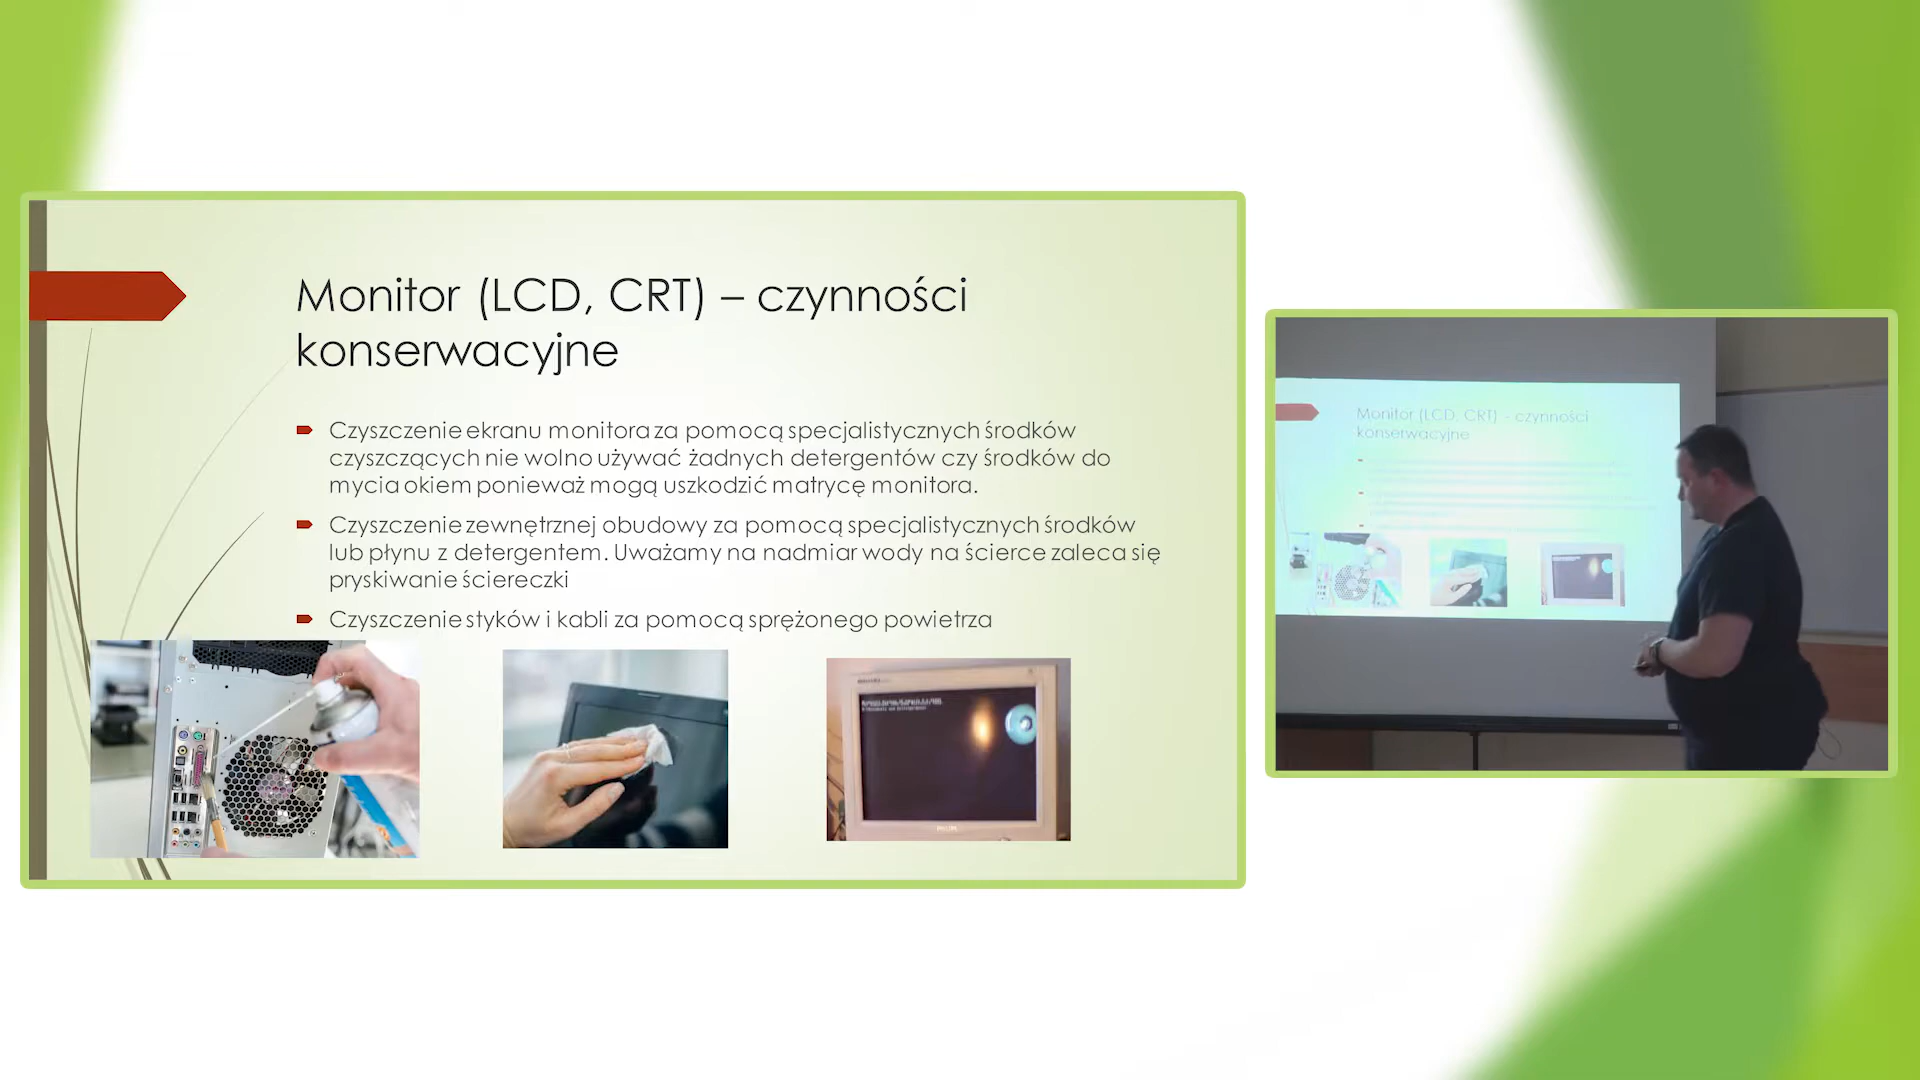 Monitor (LCD, CRT) – czynności
konserwacyjne
Czyszczenie ekranu monitora za pomocą specjalistycznych środków
czyszczących nie wolno używać żadnych detergentów czy środków do
mycia okiem ponieważ mogą uszkodzić matrycę monitora.
Czyszczenie zewnętrznej obudowy za pomocą specjalistycznych środków
lub płynu z detergentem. Uważamy na nadmiar wody na ścierce zaleca się
pryskiwanie ściereczki
Czyszczenie styków i kabli za pomocą sprężonego powietrza
PHILIPS
Monitor (LCD, CRT) - czynności
konserwacyjne